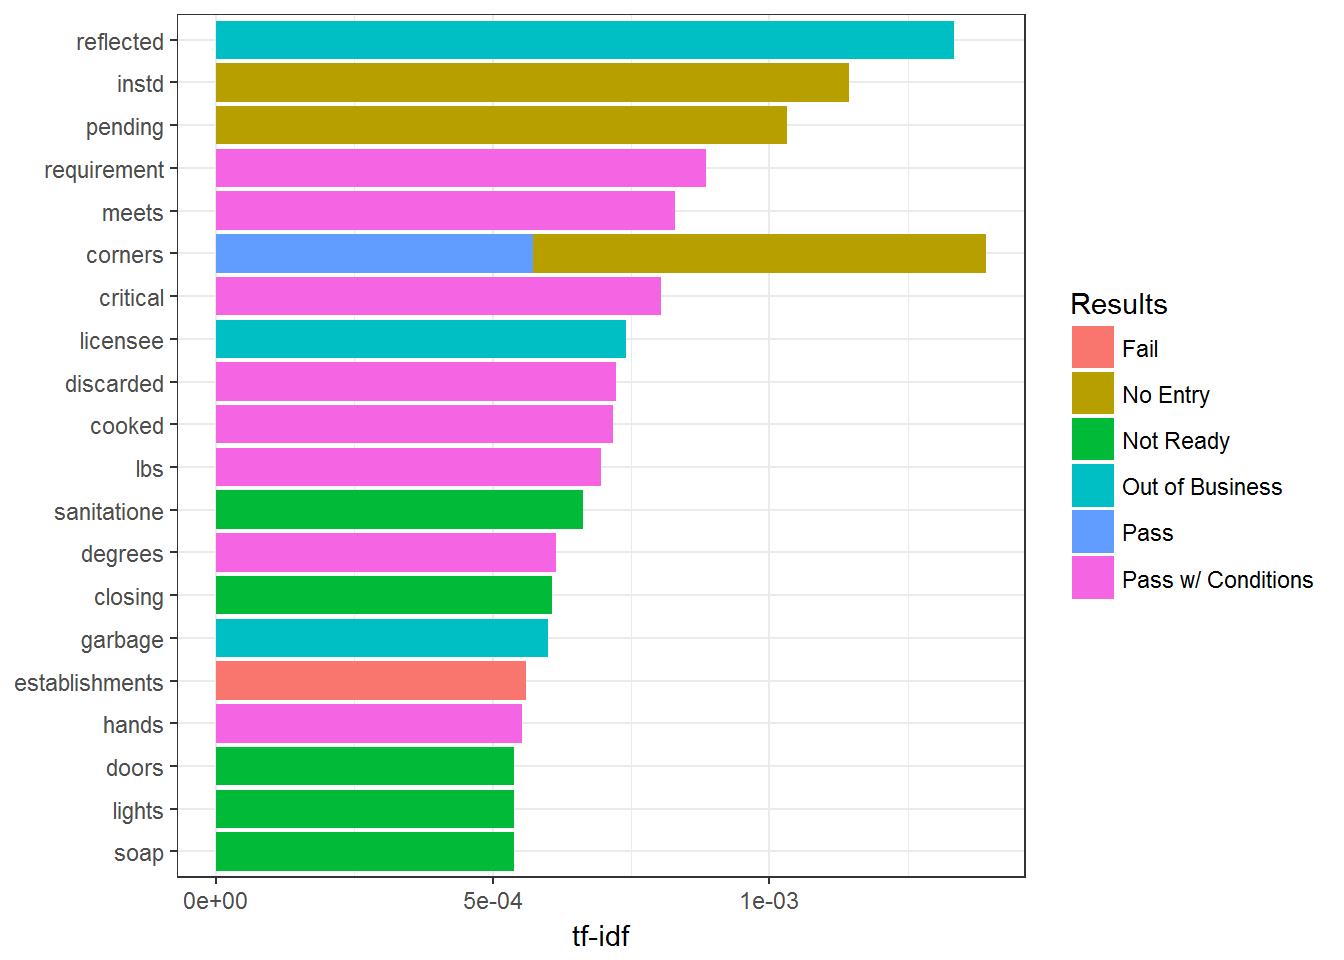 reflected
instd
pending
requirement
meets
corners
critical
licensee
discarded
cooked
lbs
sanitatione
degrees
closing
garbage
establishments
hands
doors
lights
soap
0e+00 5e-04 1e-03
tf-idf
Results
Fail
No Entry
Not Ready
Out of Business
Pass
Pass w/ Conditions